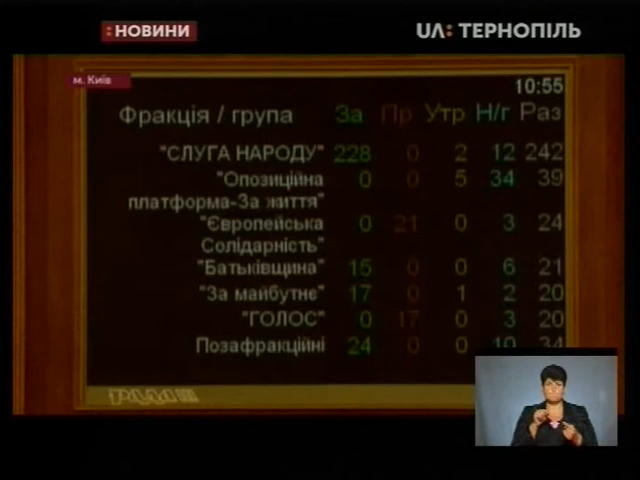 : НОВИНИ
UA: ТЕРНОПІЛЬ
м. Київ
10:55
Фракція / група За Пр Утр Н/г Раз
"СЛУГА НАРОДУ" 228 0 2 12 242
"Опозиційна 0 0 5 34 39
платформа-За життя"
"Європейська 0 21 0 3 24
Солідарність"
"Батьківщина" 15 0 0 6 21
"За майбутнє" 17 0 1 2 20
"ГОЛОС" 0 17 0 3 20
Позафракційні 24 0 0 10 34
РАДА III